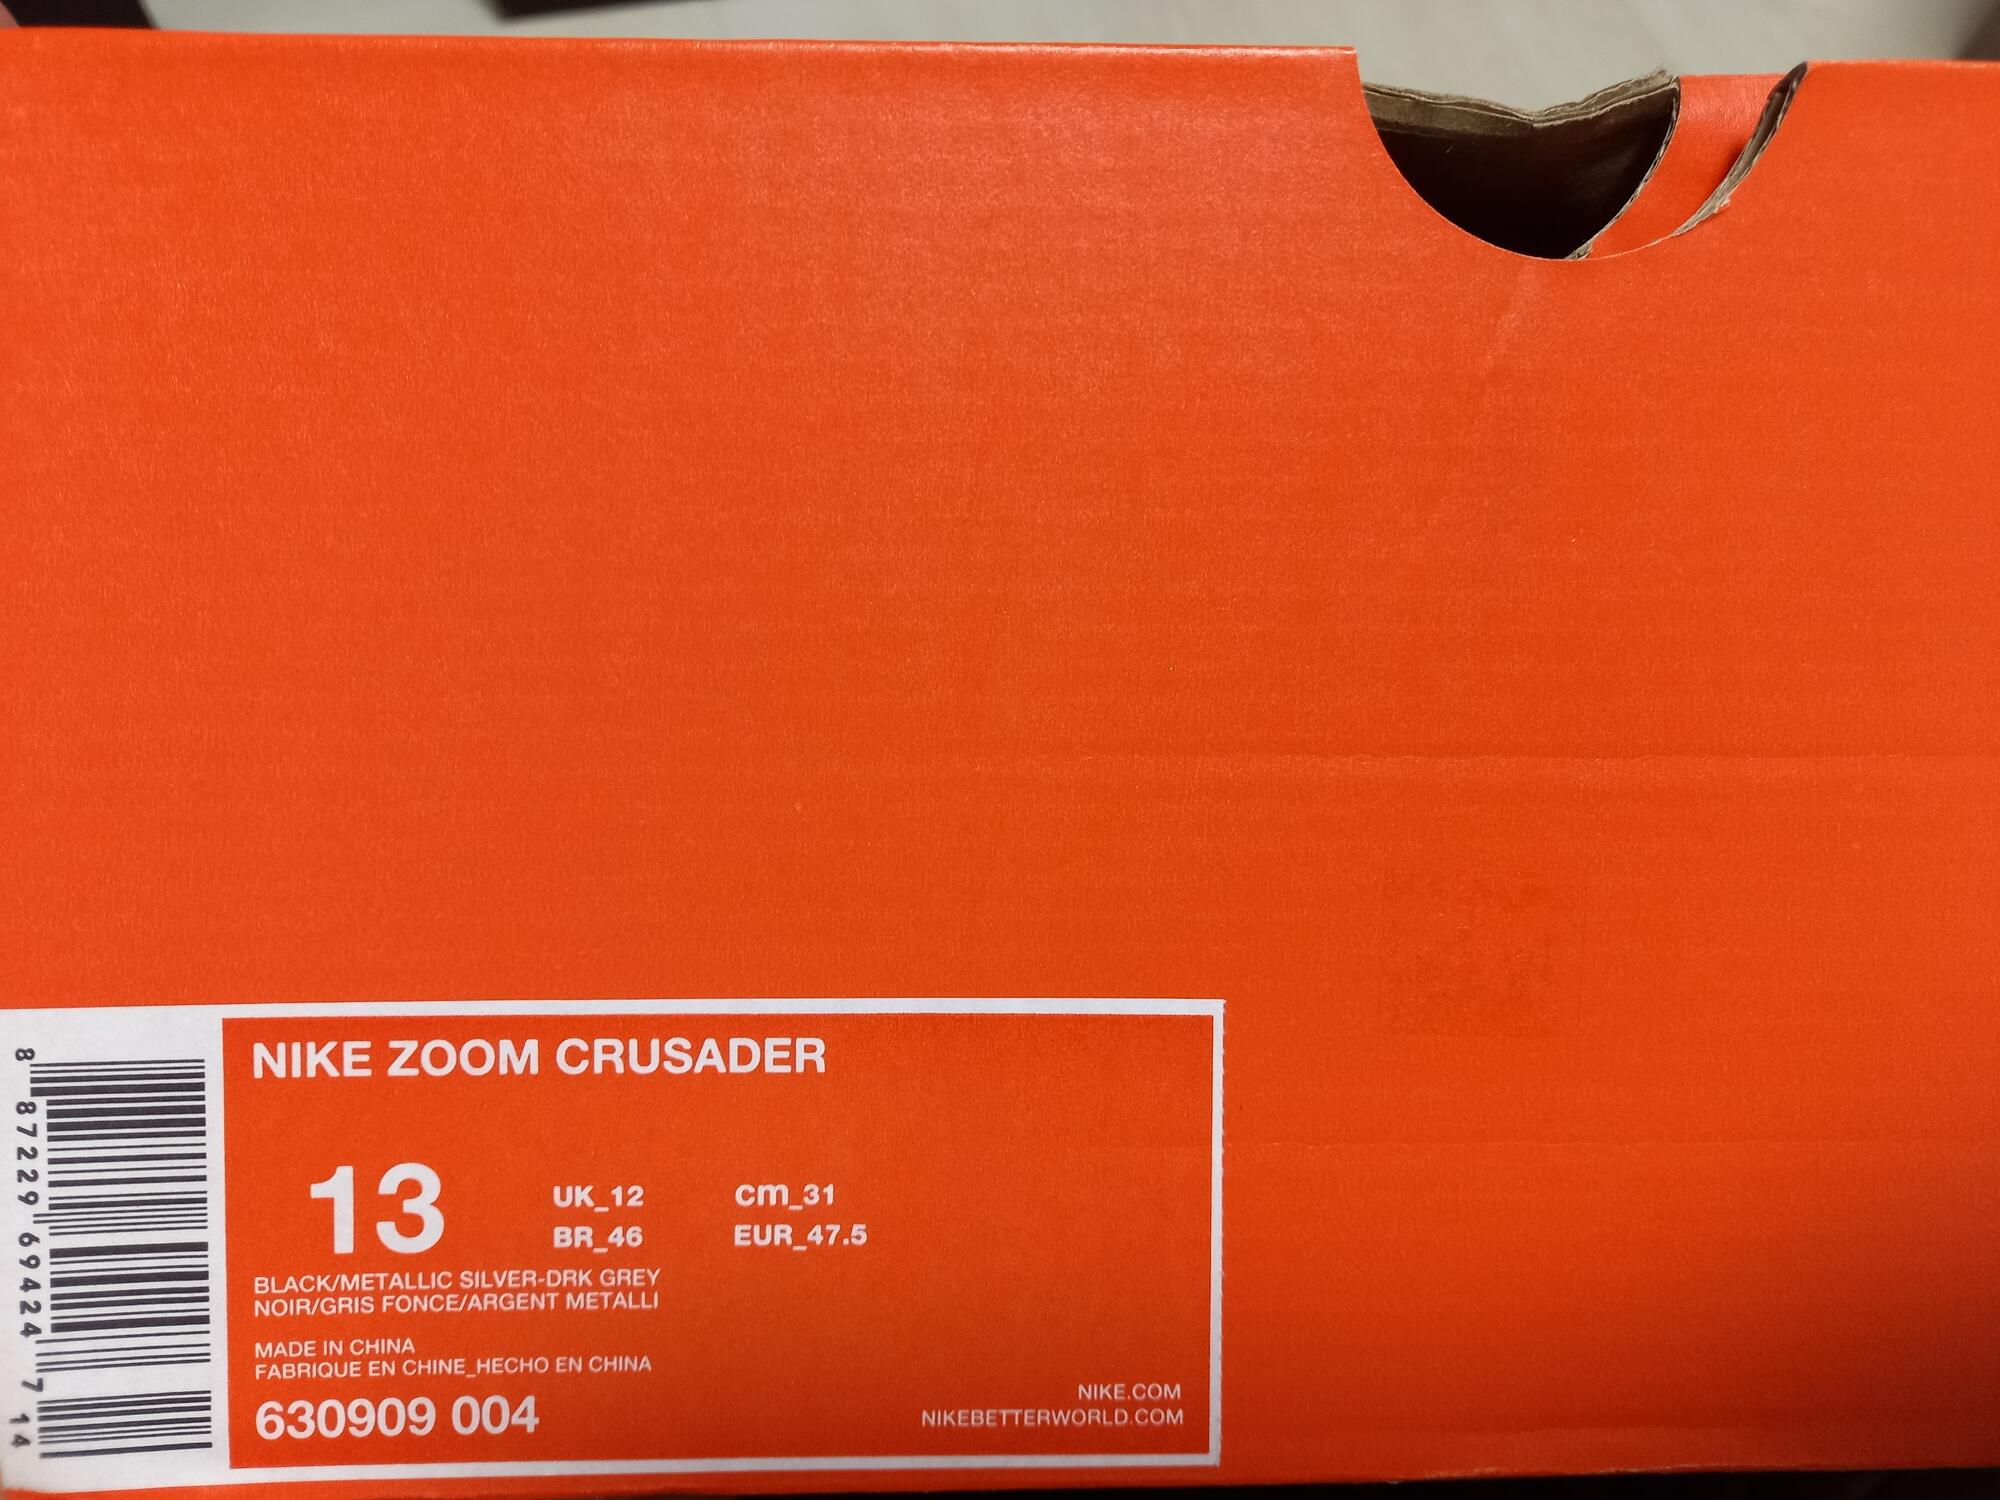 NIKE ZOOM CRUSADER
13
UK_12 cm_31
BR_46 EUR_47.5
BLACK/METALLIC SILVER-DRK GREY
NOIR/GRIS FONCE/ARGENT METALLI
MADE IN CHINA
FABRIQUE EN CHINE_HECHO EN CHINA
630909 004
NIKE.COM
NIKEBETTERWORLD.COM
8 87229 69424 7 14